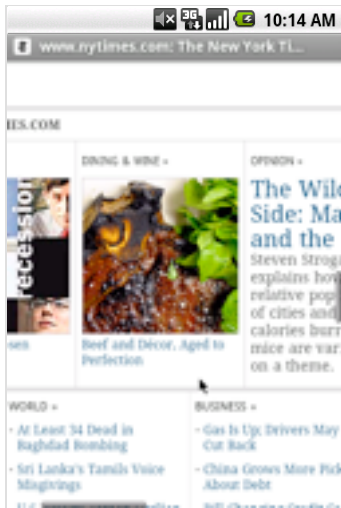 3G 10:14 AM
www.nytimes.com: The New York Ti...
MES.COM
DINING & WINE »
OPINION »
recession
The Wild
Side: Ma
and the
Steven Stroga
explains how
relative pop
of cities and
calories burn
mice are vari
on a theme.
sen
Beef and Décor, Aged to
Perfection
WORLD »
BUSINESS »
- At Least 34 Dead in
Baghdad Bombing
- Gas Is Up; Drivers May
Cut Back
- Sri Lanka's Tamils Voice
Misgivings
- China Grows More Pick
About Debt